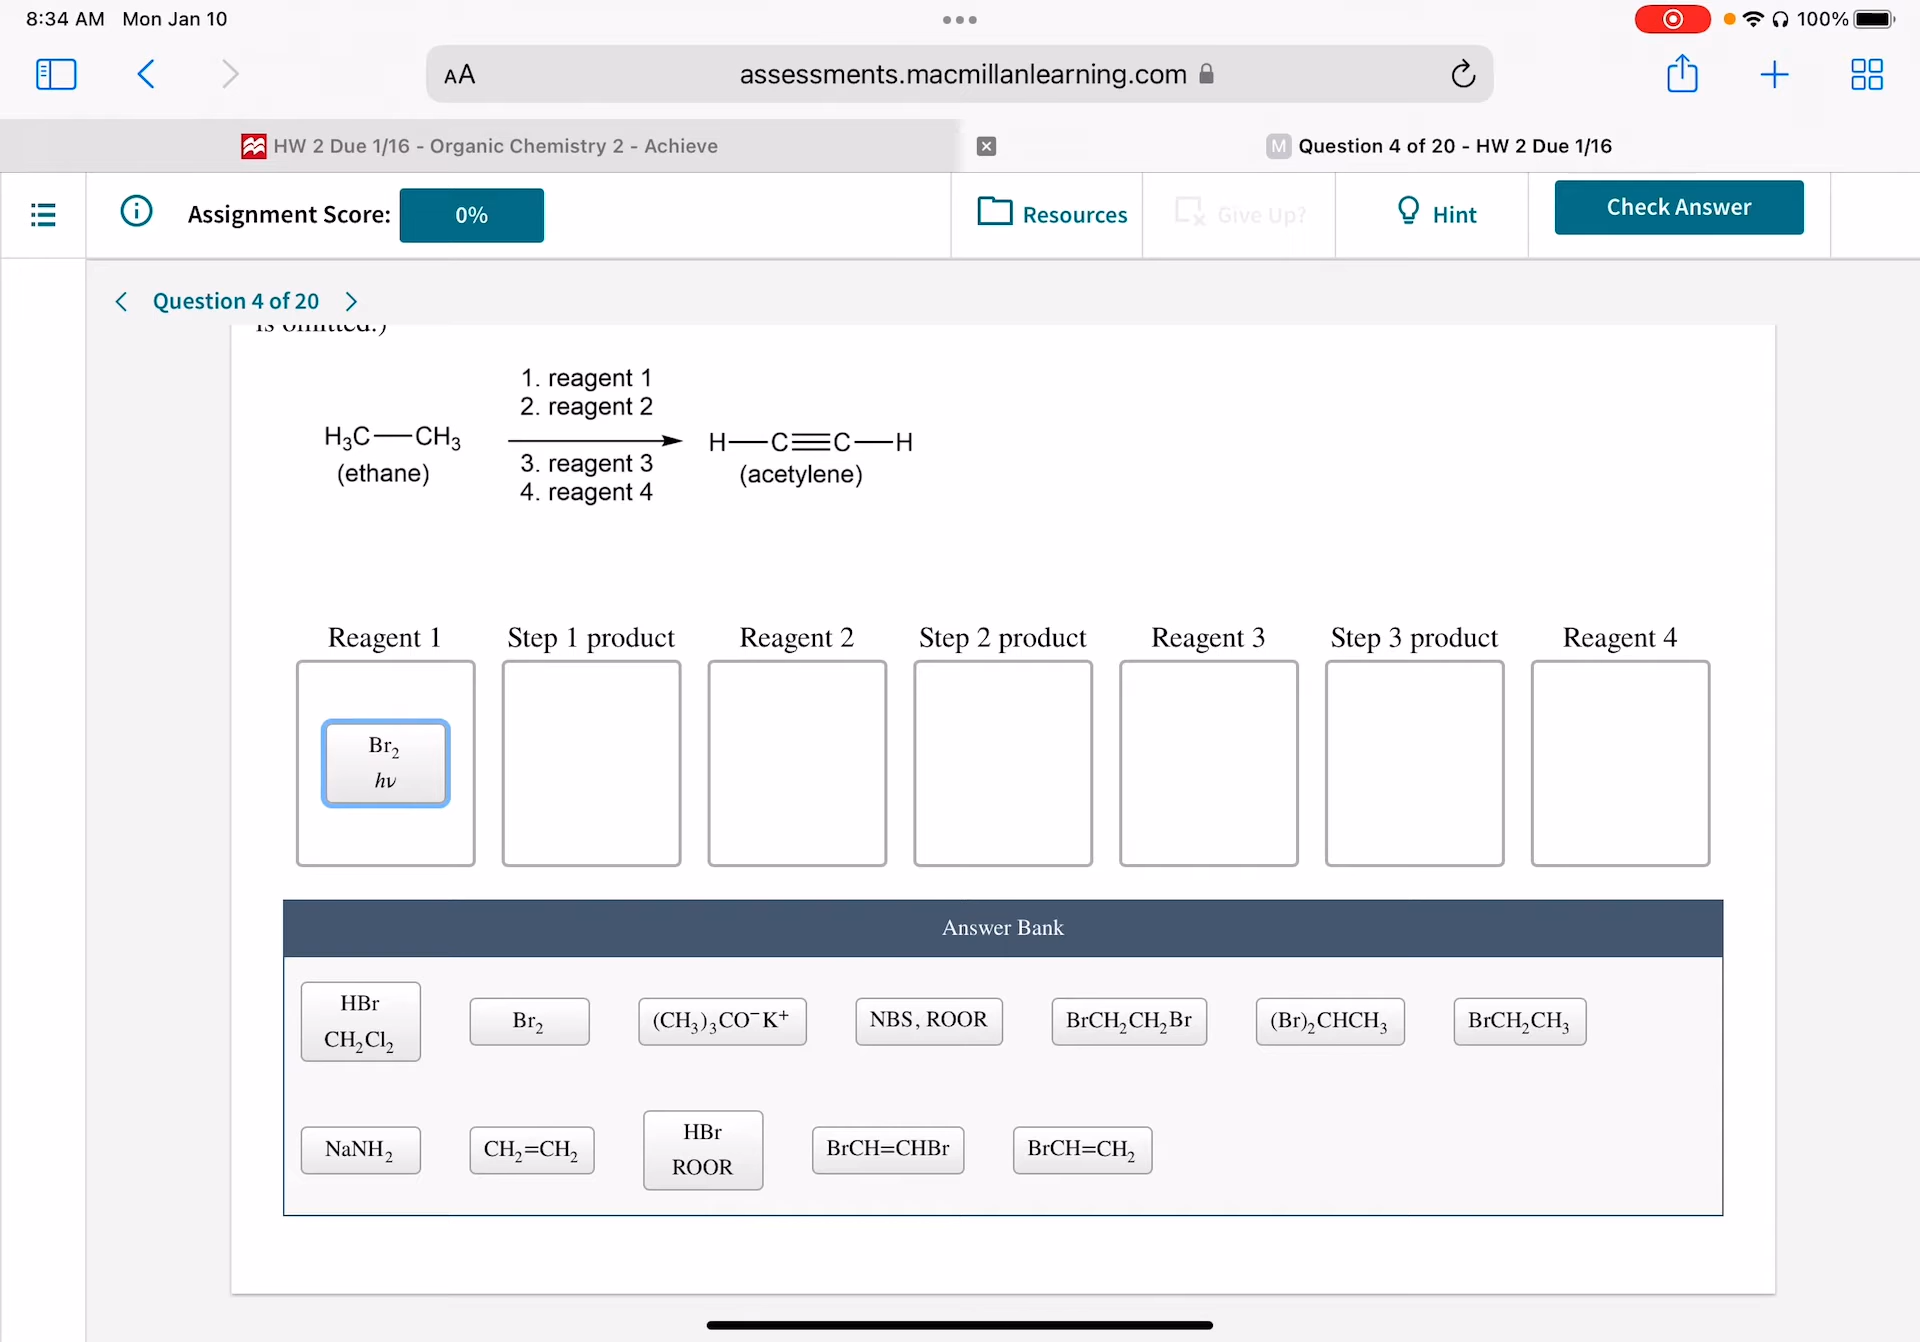 8:34 AM Mon Jan 10
100%
AA
assessments.macmillanlearning.com
HW 2 Due 1/16 - Organic Chemistry 2 - Achieve
M Question 4 of 20 - HW 2 Due 1/16
Assignment Score: 0%
Resources
Give Up?
Hint
Check Answer
Question 4 of 20
is omitted.)
1. reagent 1
2. reagent 2
H₃C—CH₃
(ethane)
3. reagent 3
4. reagent 4
H—C≡C—H
(acetylene)
Reagent 1 Step 1 product Reagent 2 Step 2 product Reagent 3 Step 3 product Reagent 4
Br₂
hν
Answer Bank
HBr
CH₂Cl₂
Br₂
(CH₃)₃CO⁻K⁺
NBS, ROOR
BrCH₂CH₂Br
(Br)₂CHCH₃
BrCH₂CH₃
NaNH₂
CH₂=CH₂
HBr
ROOR
BrCH=CHBr
BrCH=CH₂